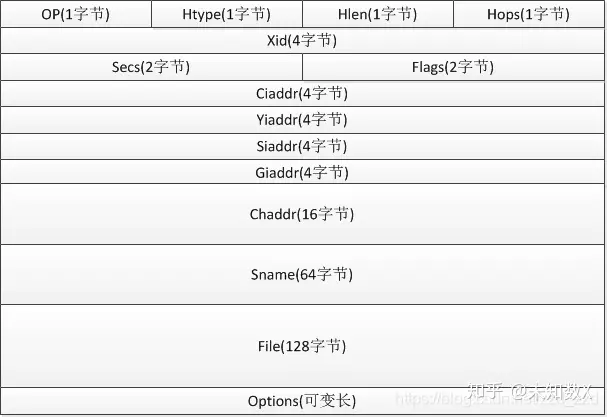 OP(1字节) Htype(1字节) Hlen(1字节) Hops(1字节)
Xid(4字节)
Secs(2字节) Flags(2字节)
Ciaddr(4字节)
Yiaddr(4字节)
Siaddr(4字节)
Giaddr(4字节)
Chaddr(16字节)
Sname(64字节)
File(128字节)
Options(可变长)
知乎 @未知数X